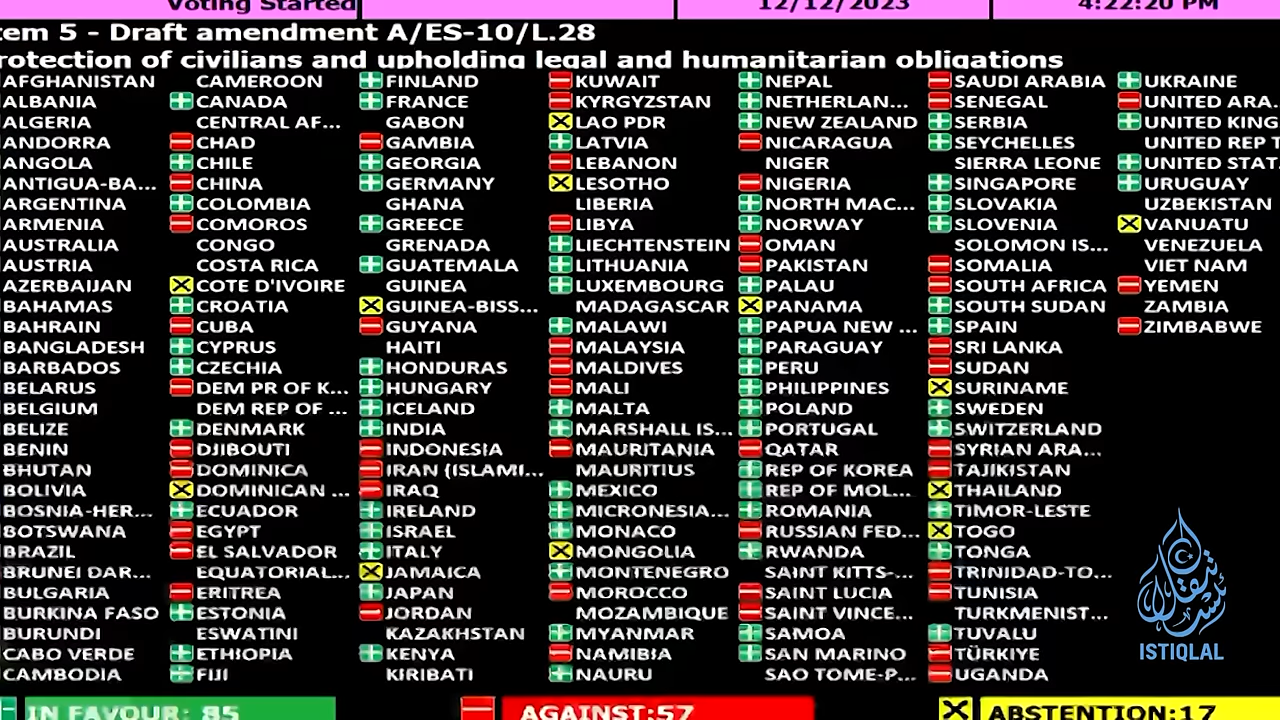 Voting Started 12/12/2023 4:22:20 PM
tem 5 - Draft amendment A/ES-10/L.28
rotection of civilians and upholding legal and humanitarian obligations
AFGHANISTAN CAMEROON FINLAND KUWAIT NEPAL SAUDI ARABIA UKRAINE
ALBANIA CANADA FRANCE KYRGYZSTAN NETHERLAN... SENEGAL UNITED ARA.
ALGERIA CENTRAL AF... GABON LAO PDR NEW ZEALAND SERBIA UNITED KING
ANDORRA CHAD GAMBIA LATVIA NICARAGUA SEYCHELLES UNITED REP T
ANGOLA CHILE GEORGIA LEBANON NIGER SIERRA LEONE UNITED STAT.
ANTIGUA-BA... CHINA GERMANY LESOTHO NIGERIA SINGAPORE URUGUAY
ARGENTINA COLOMBIA GHANA LIBERIA NORTH MAC... SLOVAKIA UZBEKISTAN
ARMENIA COMOROS GREECE LIBYA NORWAY SLOVENIA VANUATU
AUSTRALIA CONGO GRENADA LIECHTENSTEIN OMAN SOLOMON IS... VENEZUELA
AUSTRIA COSTA RICA GUATEMALA LITHUANIA PAKISTAN SOMALIA VIET NAM
AZERBAIJAN COTE D'IVOIRE GUINEA LUXEMBOURG PALAU SOUTH AFRICA YEMEN
BAHAMAS CROATIA GUINEA-BISS... MADAGASCAR PANAMA SOUTH SUDAN ZAMBIA
BAHRAIN CUBA GUYANA MALAWI PAPUA NEW ... SPAIN ZIMBABWE
BANGLADESH CYPRUS HAITI MALAYSIA PARAGUAY SRI LANKA
BARBADOS CZECHIA HONDURAS MALDIVES PERU SUDAN
BELARUS DEM PR OF K... HUNGARY MALI PHILIPPINES SURINAME
BELGIUM DEM REP OF ... ICELAND MALTA POLAND SWEDEN
BELIZE DENMARK INDIA MARSHALL IS... PORTUGAL SWITZERLAND
BENIN DJIBOUTI INDONESIA MAURITANIA QATAR SYRIAN ARA...
BHUTAN DOMINICA IRAN (ISLAMI... MAURITIUS REP OF KOREA TAJIKISTAN
BOLIVIA DOMINICAN ... IRAQ MEXICO REP OF MOL... THAILAND
BOSNIA-HER... ECUADOR IRELAND MICRONESIA... ROMANIA TIMOR-LESTE
BOTSWANA EGYPT ISRAEL MONACO RUSSIAN FED... TOGO
BRAZIL EL SALVADOR ITALY MONGOLIA RWANDA TONGA
BRUNEI DAR... EQUATORIAL... JAMAICA MONTENEGRO SAINT KITTS-... TRINIDAD-TO...
BULGARIA ERITREA JAPAN MOROCCO SAINT LUCIA TUNISIA
BURKINA FASO ESTONIA JORDAN MOZAMBIQUE SAINT VINCE... TURKMENIST...
BURUNDI ESWATINI KAZAKHSTAN MYANMAR SAMOA TUVALU
CABO VERDE ETHIOPIA KENYA NAMIBIA SAN MARINO TÜRKIYE
CAMBODIA FIJI KIRIBATI NAURU SAO TOME-P... UGANDA
ISTIQLAL
IN FAVOUR: 85 AGAINST:57 ABSTENTION:17